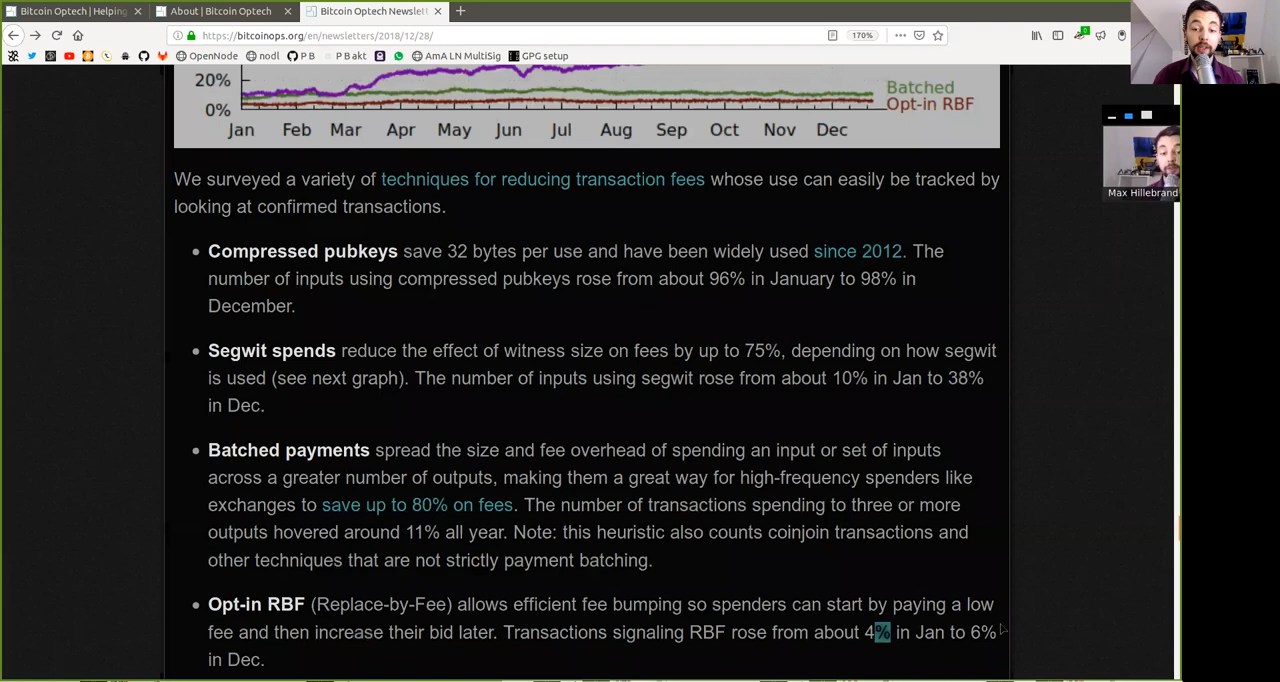 Bitcoin Optech | Helping
About | Bitcoin Optech
Bitcoin Optech Newslett
https://bitcoinops.org/en/newsletters/2018/12/28/
170%
OpenNode
nodl
P B
P B akt
AmA LN MultiSig
GPG setup
Max Hillebrand
20%
0%
Batched
Opt-in RBF
Jan Feb Mar Apr May Jun Jul Aug Sep Oct Nov Dec
We surveyed a variety of techniques for reducing transaction fees whose use can easily be tracked by
looking at confirmed transactions.
• Compressed pubkeys save 32 bytes per use and have been widely used since 2012. The
number of inputs using compressed pubkeys rose from about 96% in January to 98% in
December.
• Segwit spends reduce the effect of witness size on fees by up to 75%, depending on how segwit
is used (see next graph). The number of inputs using segwit rose from about 10% in Jan to 38%
in Dec.
• Batched payments spread the size and fee overhead of spending an input or set of inputs
across a greater number of outputs, making them a great way for high-frequency spenders like
exchanges to save up to 80% on fees. The number of transactions spending to three or more
outputs hovered around 11% all year. Note: this heuristic also counts coinjoin transactions and
other techniques that are not strictly payment batching.
• Opt-in RBF (Replace-by-Fee) allows efficient fee bumping so spenders can start by paying a low
fee and then increase their bid later. Transactions signaling RBF rose from about 4% in Jan to 6%
in Dec.